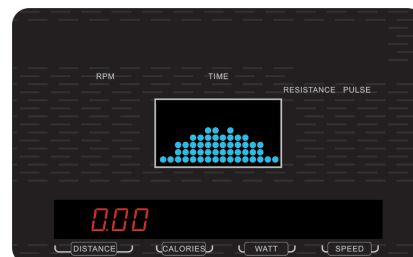 RPM TIME
RESISTANCE PULSE
0.00
DISTANCE CALORIES WATT SPEED